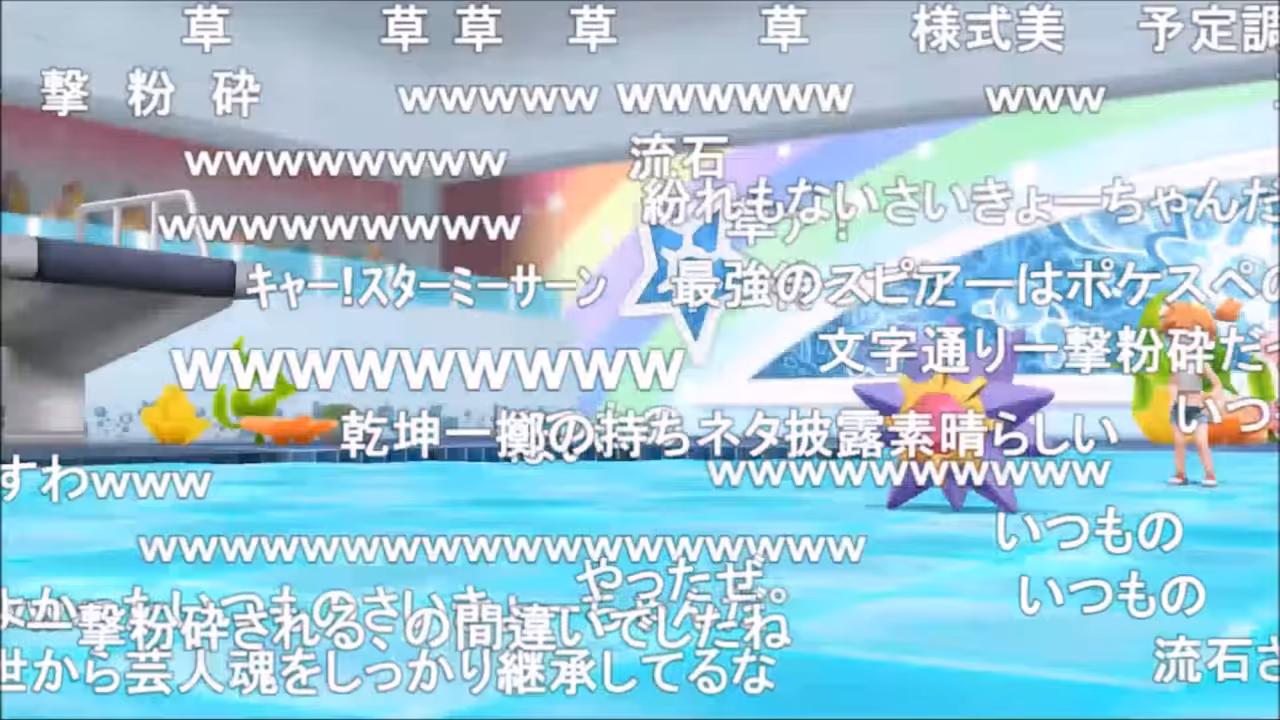 草 草 草 草 草 様式美 予定調
撃 粉 砕 wwwwww wwwwwww www
wwwwwwwwww 流石
紛れもないさいきょーちゃんだ
wwwwwwwwwww
キャー!スターミーサーン 最強のスピアーはポケスペの
wwwwwwwww 文字通り一撃粉砕だ
いつ
乾坤一擲の持ちネタ披露素晴らしい
すわwww wwwwwwwwwwww
いつもの
wwwwwwwwwwwwwwwwwwwww
やったぜ。
いつもの
一撃粉砕される、の間違いでしたね
世から芸人魂をしっかり継承してるな 流石さ